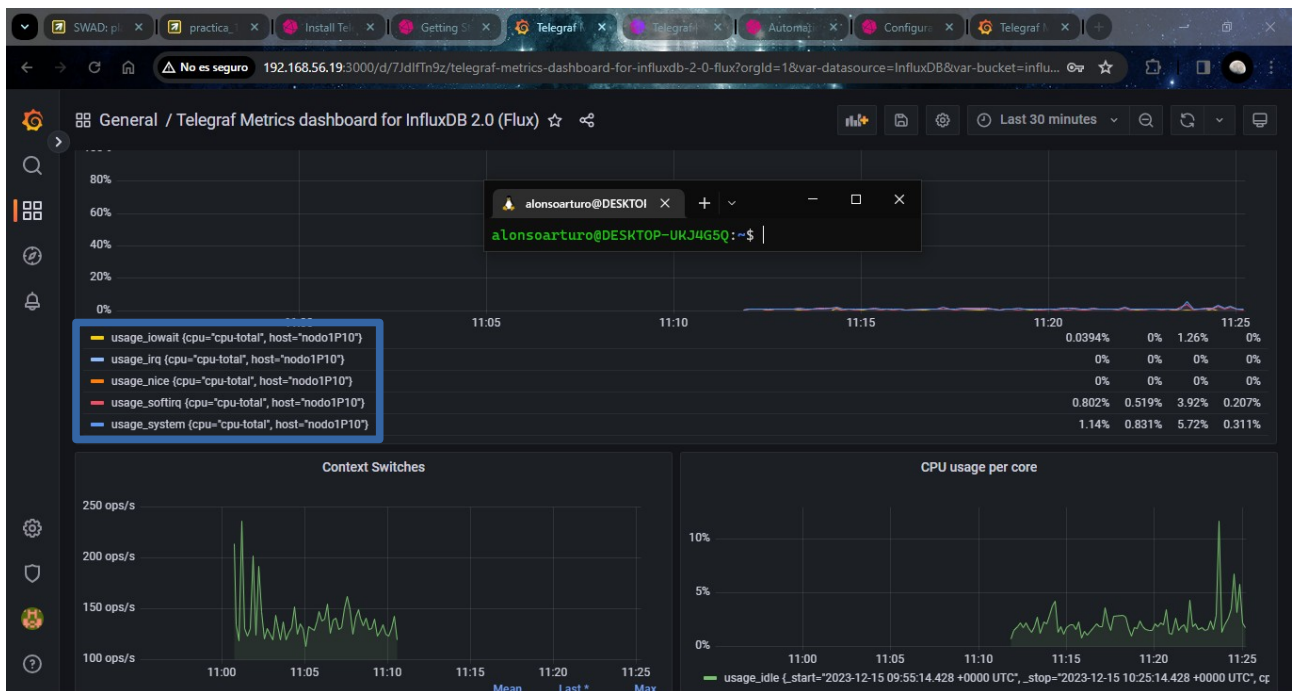 SWAD: pl
practica_
Install Tel
Getting S
Telegraf
Telegraf
Automa
Configura
Telegraf M
No es seguro 192.168.56.19:3000/d/7JdIfTn9z/telegraf-metrics-dashboard-for-influxdb-2-0-flux?orgId=1&var-datasource=InfluxDB&var-bucket=influ...
General / Telegraf Metrics dashboard for InfluxDB 2.0 (Flux)
Last 30 minutes
80%
60%
40%
20%
0%
alonsoarturo@DESKTOI
alonsoarturo@DESKTOP-UKJ4G5Q:~$
11:05 11:10 11:15 11:20 11:25
usage_iowait {cpu="cpu-total", host="nodo1P10"} 0.0394% 0% 1.26% 0%
usage_irq {cpu="cpu-total", host="nodo1P10"} 0% 0% 0% 0%
usage_nice {cpu="cpu-total", host="nodo1P10"} 0% 0% 0% 0%
usage_softirq {cpu="cpu-total", host="nodo1P10"} 0.802% 0.519% 3.92% 0.207%
usage_system {cpu="cpu-total", host="nodo1P10"} 1.14% 0.831% 5.72% 0.311%
Context Switches
250 ops/s
200 ops/s
150 ops/s
100 ops/s
11:00 11:05 11:10 11:15 11:20 11:25
Mean Last * Max
CPU usage per core
10%
5%
0%
11:00 11:05 11:10 11:15 11:20 11:25
usage_idle {_start="2023-12-15 09:55:14.428 +0000 UTC", _stop="2023-12-15 10:25:14.428 +0000 UTC", cp